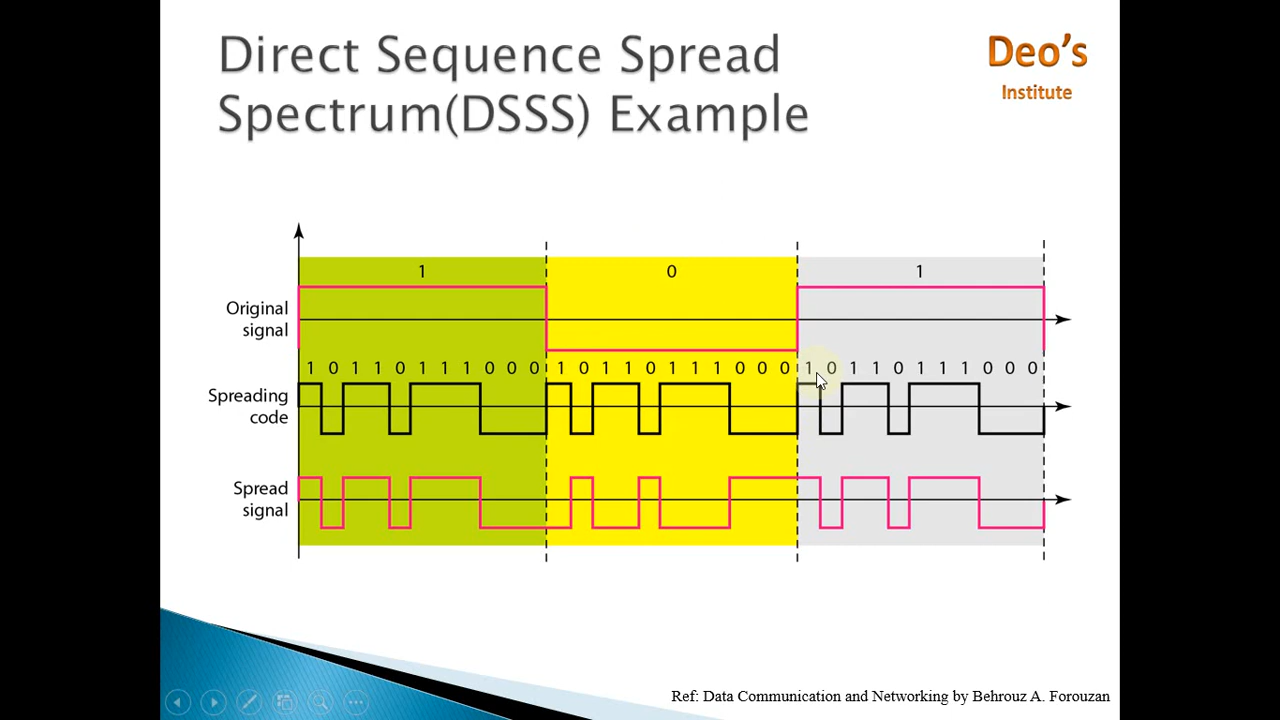 Direct Sequence Spread
Spectrum(DSSS) Example
Deo's
Institute
1 0 1
Original
signal
1 0 1 1 0 1 1 1 0 0 0 1 0 1 1 0 1 1 1 0 0 0 1 0 1 1 0 1 1 1 0 0 0
Spreading
code
Spread
signal
Ref: Data Communication and Networking by Behrouz A. Forouzan